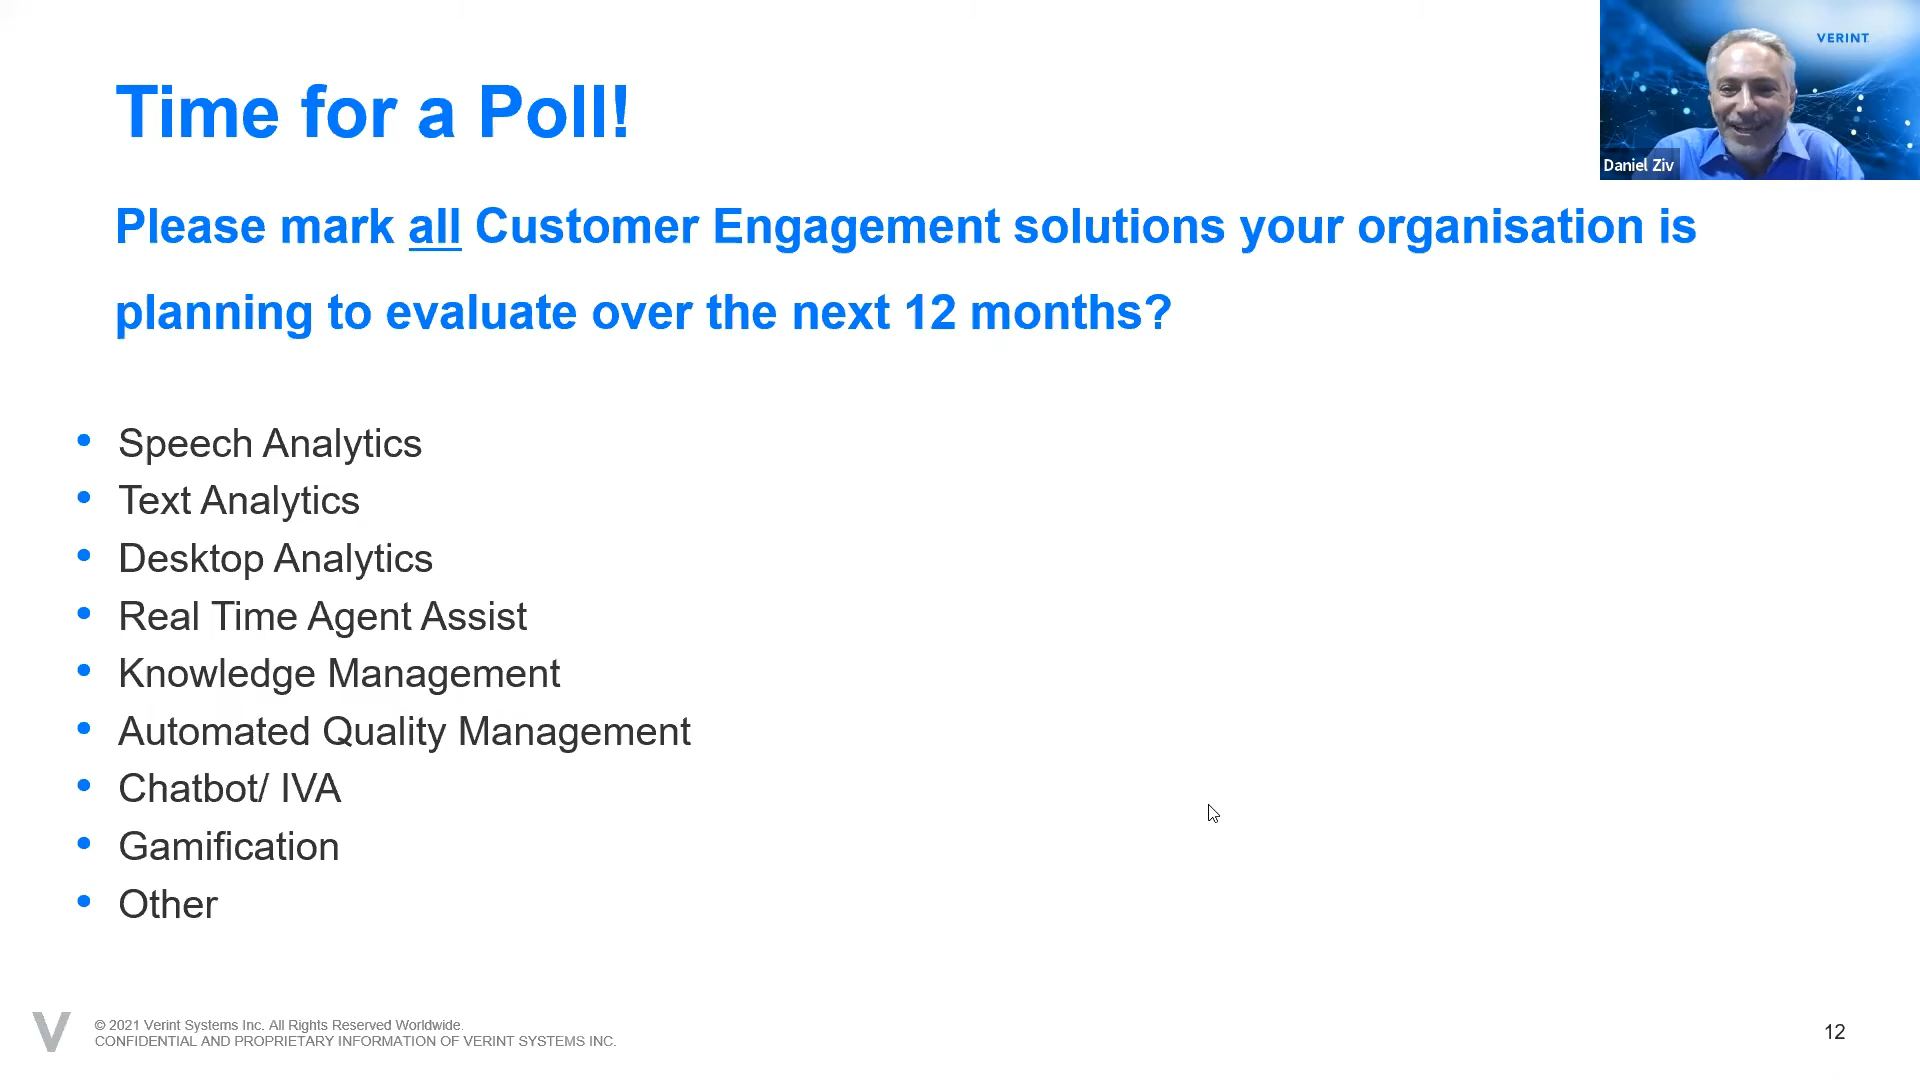 Time for a Poll!
VERINT
Daniel Ziv
Please mark all Customer Engagement solutions your organisation is
planning to evaluate over the next 12 months?
• Speech Analytics
• Text Analytics
• Desktop Analytics
• Real Time Agent Assist
• Knowledge Management
• Automated Quality Management
• Chatbot/ IVA
• Gamification
• Other
© 2021 Verint Systems Inc. All Rights Reserved Worldwide.
CONFIDENTIAL AND PROPRIETARY INFORMATION OF VERINT SYSTEMS INC.
12